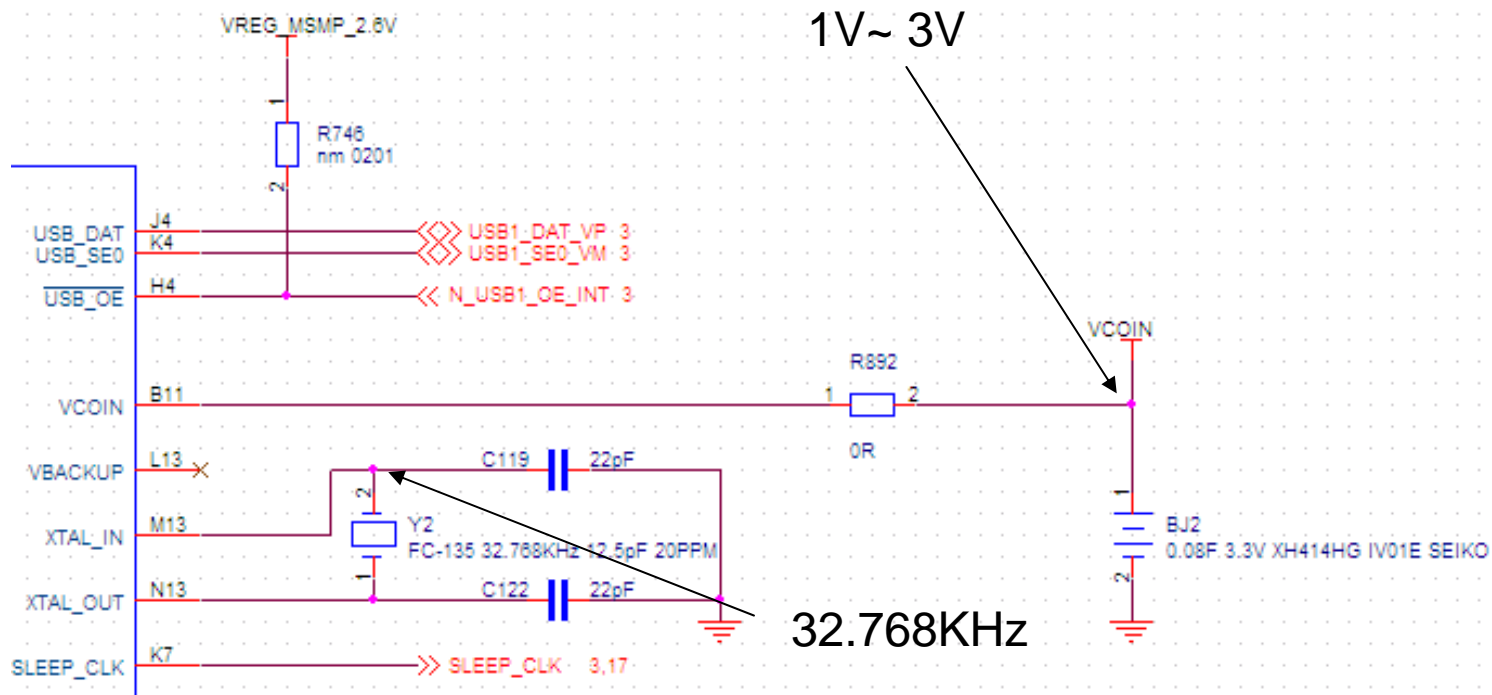 VREG_MSMP_2.6V
1V~ 3V
1
R746
nm 0201
2
USB_DAT J4 USB1_DAT_VP 3
USB_SE0 K4 USB1_SE0_VM 3
USB_OE H4 N_USB1_OE_INT 3
VCOIN
R892
VCOIN B11 1 2
0R
VBACKUP L13 C119 22pF
2
1
XTAL_IN M13 Y2
FC-135 32.768KHz 12.5pF 20PPM
BJ2
0.08F 3.3V XH414HG IV01E SEIKO
1
2
XTAL_OUT N13 C122 22pF
32.768KHz
SLEEP_CLK K7 SLEEP_CLK 3,17